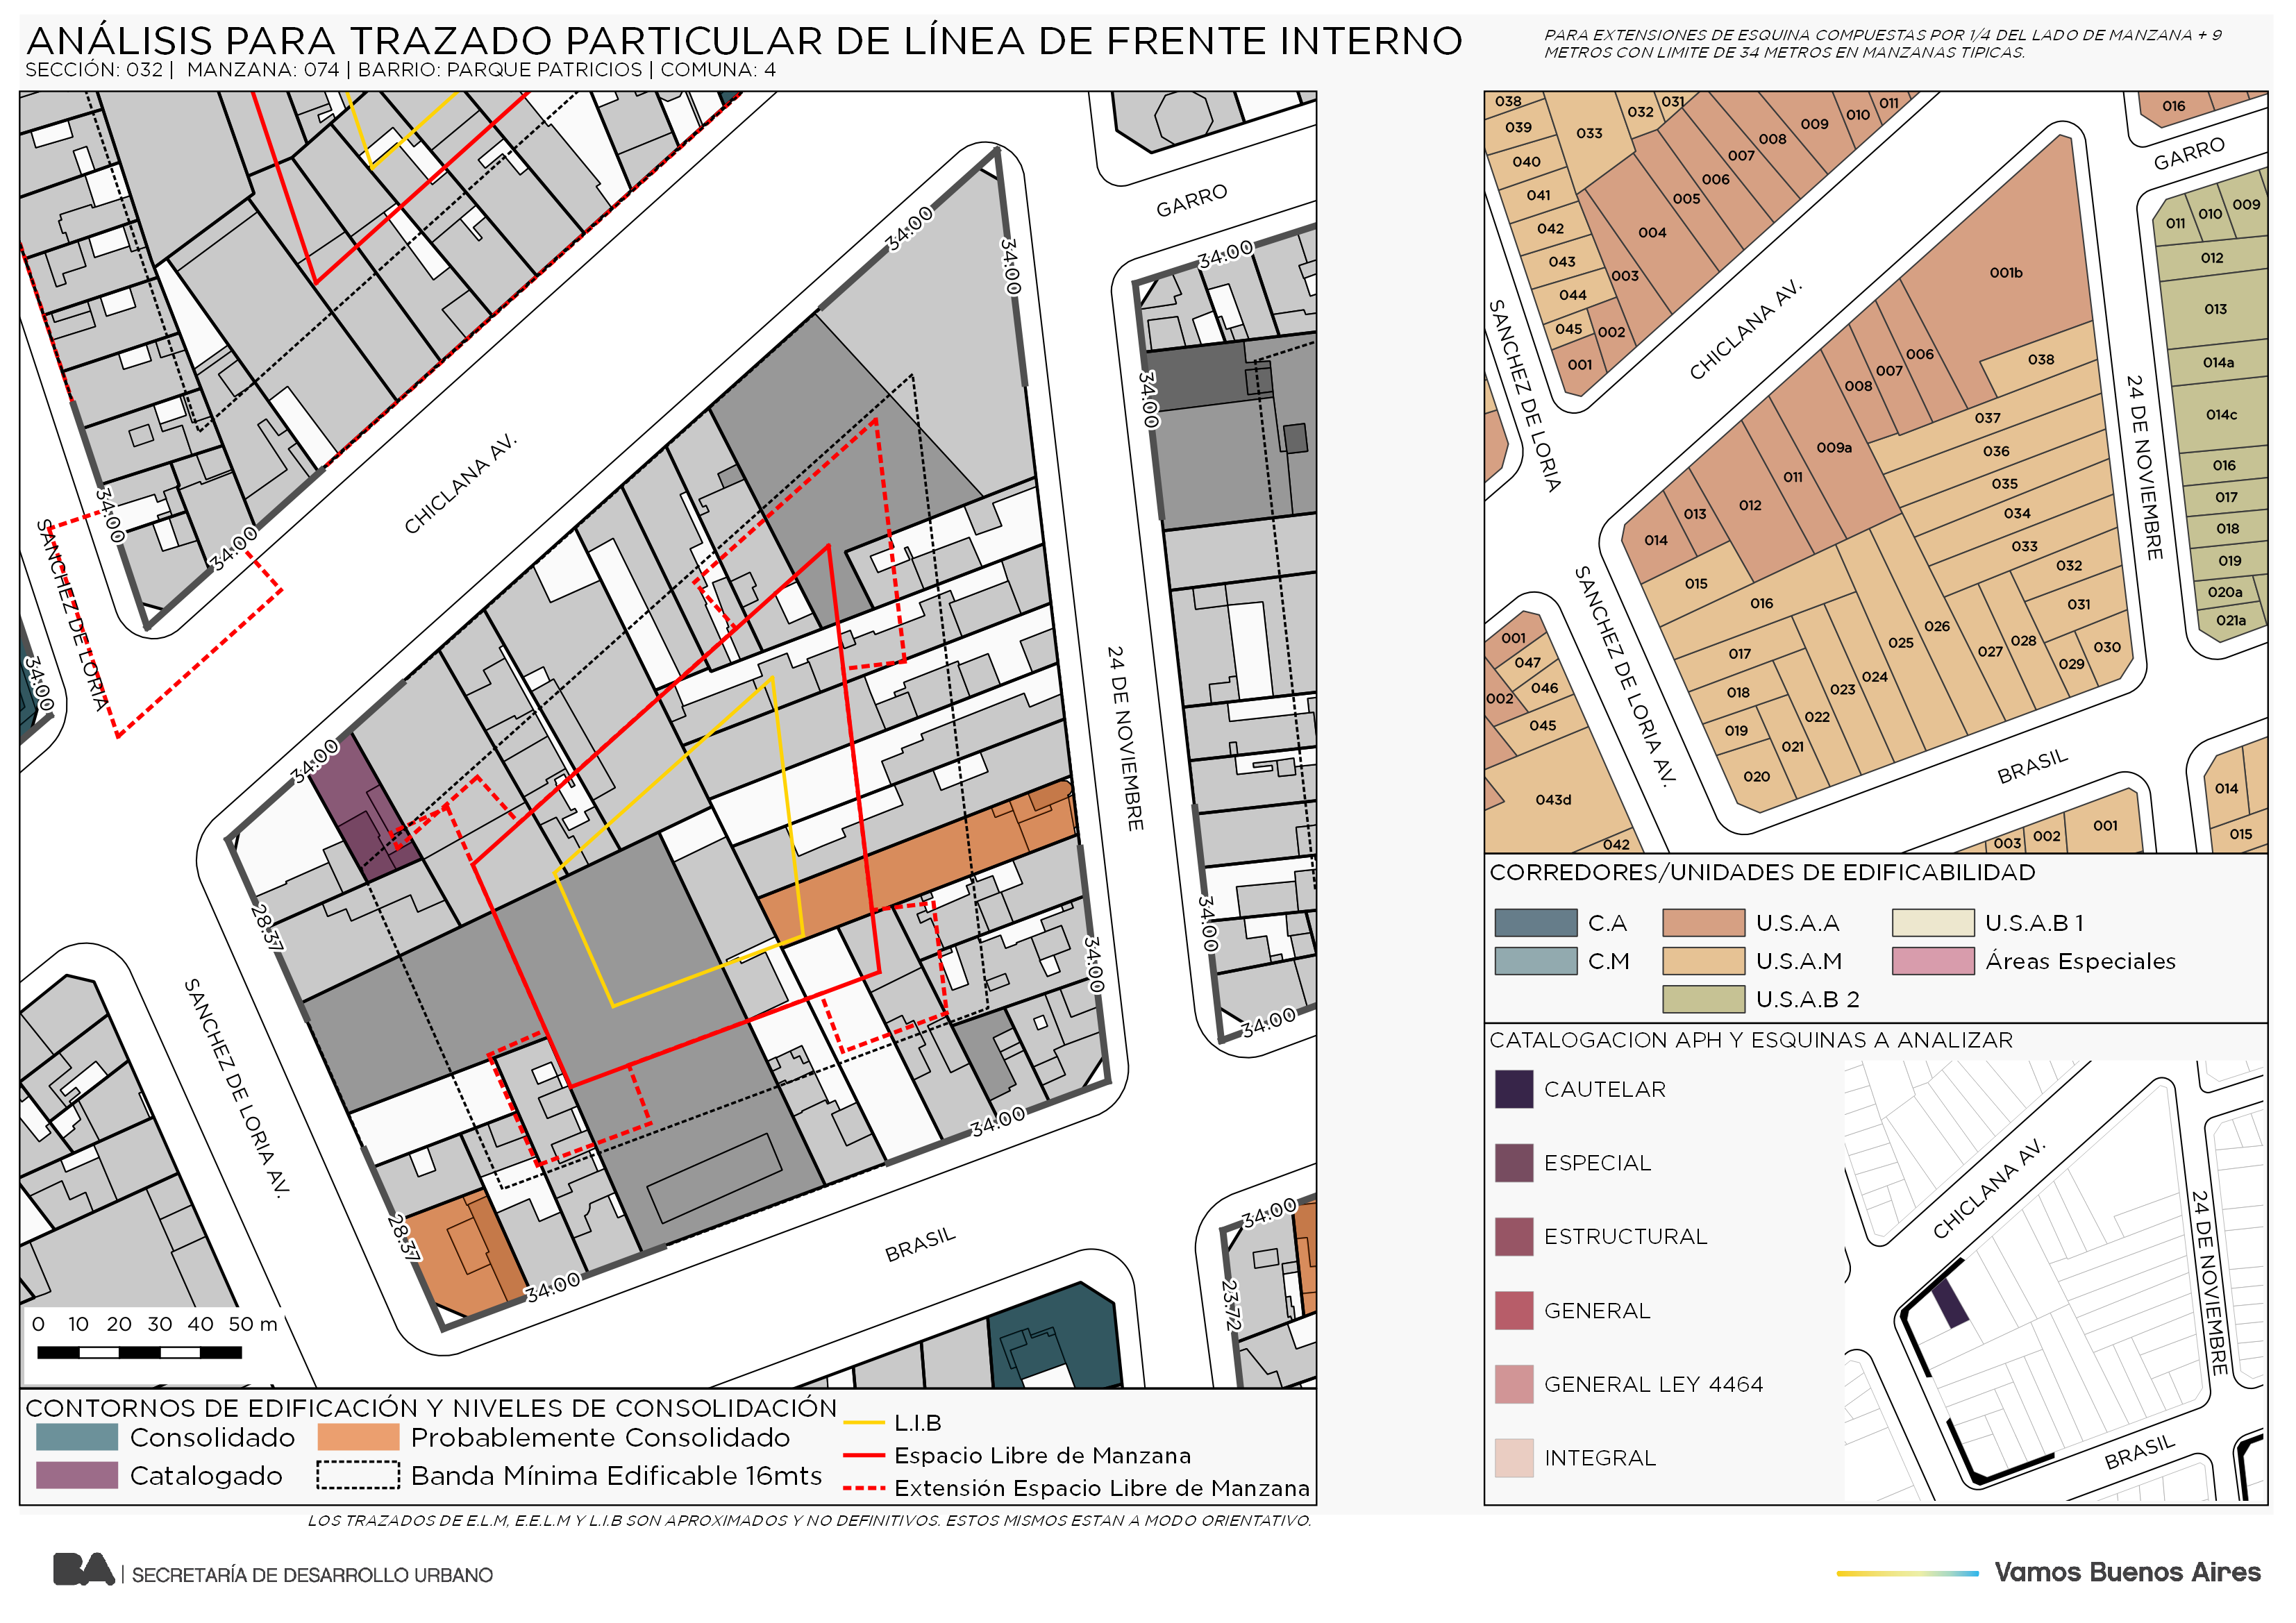 ANÁLISIS PARA TRAZADO PARTICULAR DE LÍNEA DE FRENTE INTERNO
SECCIÓN: 032 | MANZANA: 074 | BARRIO: PARQUE PATRICIOS | COMUNA: 4
PARA EXTENSIONES DE ESQUINA COMPUESTAS POR 1/4 DEL LADO DE MANZANA + 9
METROS CON LIMITE DE 34 METROS EN MANZANAS TIPICAS.
GARRO
34.00
34.00
34.00
34.00
CHICLANA AV.
34.00
34.00
SANCHEZ DE LORIA
34.00
24 DE NOVIEMBRE
34.00
28.37
34.00
34.00
34.00
34.00
SANCHEZ DE LORIA AV.
28.37
34.00
BRASIL
34.00
23.72
0 10 20 30 40 50 m
CONTORNOS DE EDIFICACIÓN Y NIVELES DE CONSOLIDACIÓN
Consolidado
Probablemente Consolidado
Catalogado
Banda Mínima Edificable 16mts
L.I.B
Espacio Libre de Manzana
Extensión Espacio Libre de Manzana
LOS TRAZADOS DE E.L.M, E.E.L.M Y L.I.B SON APROXIMADOS Y NO DEFINITIVOS. ESTOS MISMOS ESTAN A MODO ORIENTATIVO.
038
039
040
041
042
043
044
045
033
032
031
001
002
003
004
005
006
007
008
009
010
011
016
GARRO
011
010
009
012
013
014a
014c
016
017
018
019
020a
021a
CHICLANA AV.
SANCHEZ DE LORIA
24 DE NOVIEMBRE
001b
038
006
007
008
009a
011
012
013
014
015
016
017
018
019
020
021
022
023
024
025
026
027
028
029
030
031
032
033
034
035
036
037
SANCHEZ DE LORIA AV.
BRASIL
001
047
002
046
045
043d
042
003
002
001
014
015
CORREDORES/UNIDADES DE EDIFICABILIDAD
C.A
U.S.A.A
U.S.A.B 1
C.M
U.S.A.M
Áreas Especiales
U.S.A.B 2
CATALOGACION APH Y ESQUINAS A ANALIZAR
CAUTELAR
ESPECIAL
ESTRUCTURAL
GENERAL
GENERAL LEY 4464
INTEGRAL
CHICLANA AV.
24 DE NOVIEMBRE
BRASIL
BA | SECRETARÍA DE DESARROLLO URBANO
Vamos Buenos Aires